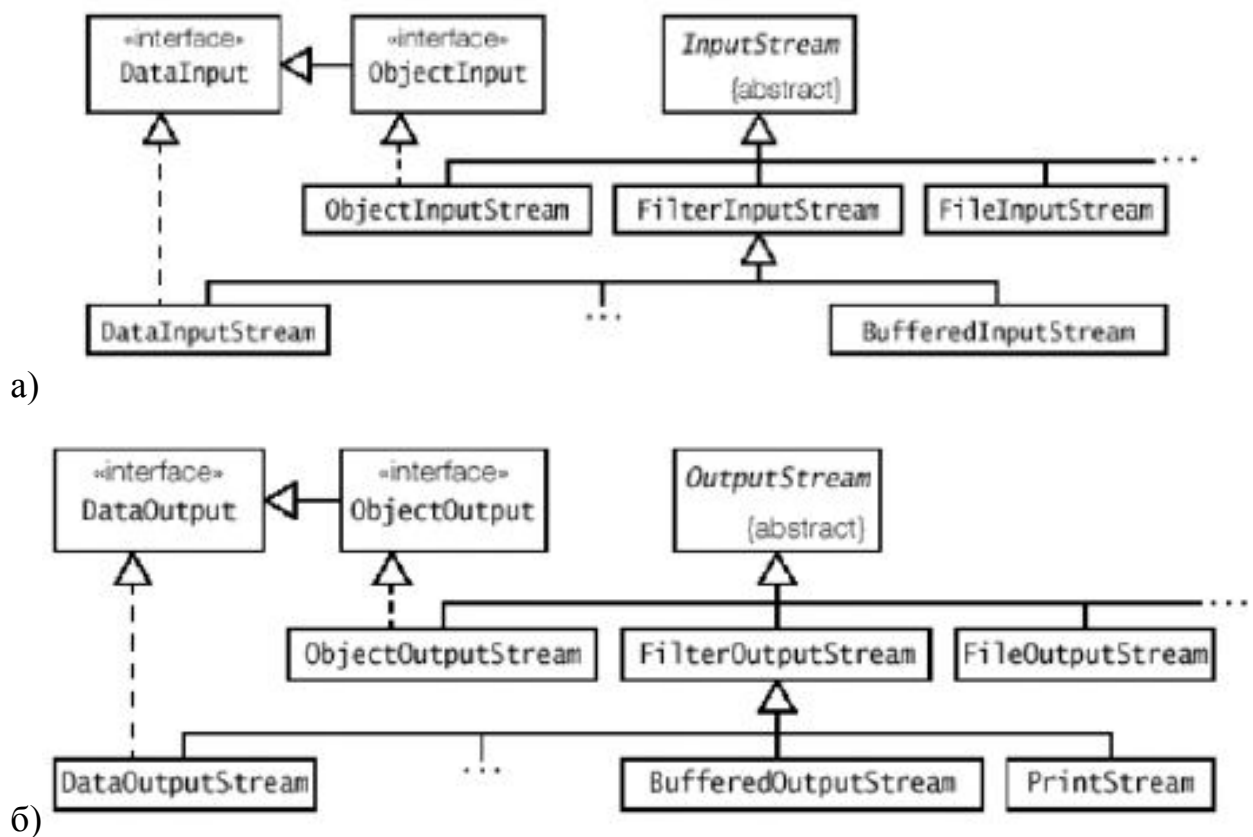 «interface»
DataInput
«interface»
ObjectInput
InputStream
{abstract}
...
ObjectInputStream
FilterInputStream
FileInputStream
DataInputStream
...
BufferedInputStream
а)
«interface»
DataOutput
«interface»
ObjectOutput
OutputStream
{abstract}
...
ObjectOutputStream
FilterOutputStream
FileOutputStream
DataOutputStream
...
BufferedOutputStream
PrintStream
б)